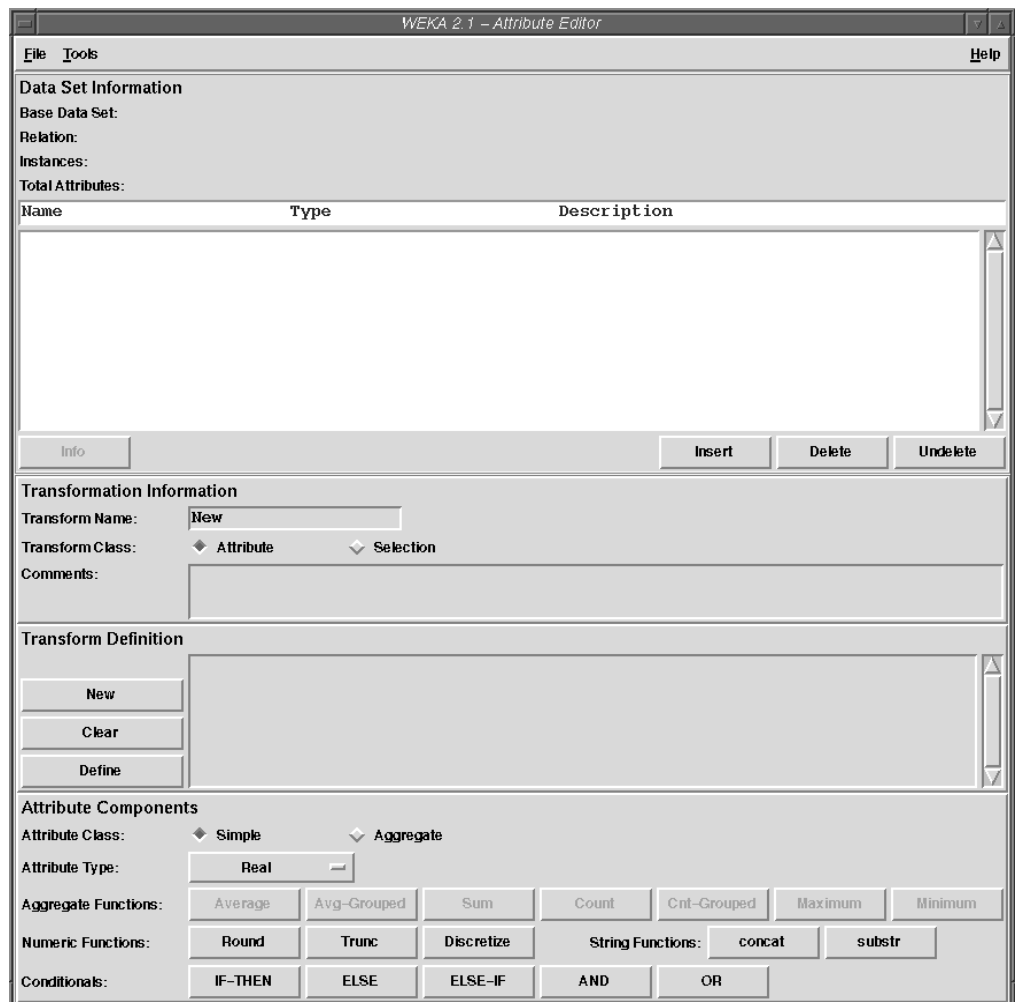 WEKA 2.1 – Attribute Editor
File Tools Help
Data Set Information
Base Data Set:
Relation:
Instances:
Total Attributes:
Name Type Description
Info Insert Delete Undelete
Transformation Information
Transform Name: New
Transform Class: Attribute Selection
Comments:
Transform Definition
New
Clear
Define
Attribute Components
Attribute Class: Simple Aggregate
Attribute Type: Real
Aggregate Functions: Average Avg-Grouped Sum Count Cnt-Grouped Maximum Minimum
Numeric Functions: Round Trunc Discretize String Functions: concat substr
Conditionals: IF-THEN ELSE ELSE-IF AND OR